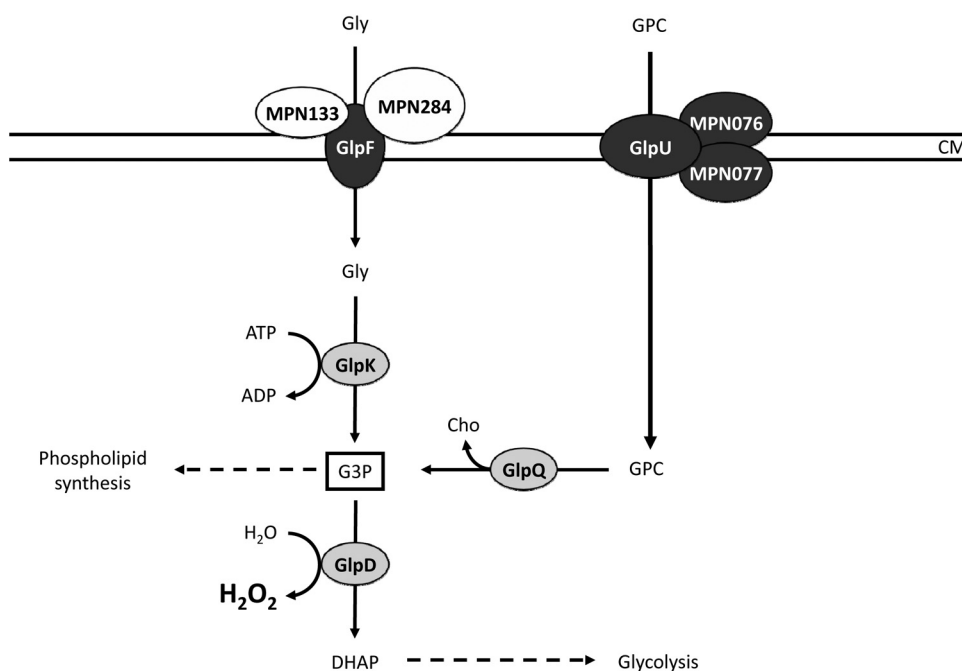 Gly
GPC
MPN133
MPN284
MPN076
GlpF
GlpU
CM
MPN077
Gly
ATP
GlpK
ADP
Cho
Phospholipid
synthesis
G3P
GlpQ
GPC
H₂O
GlpD
H₂O₂
DHAP
Glycolysis